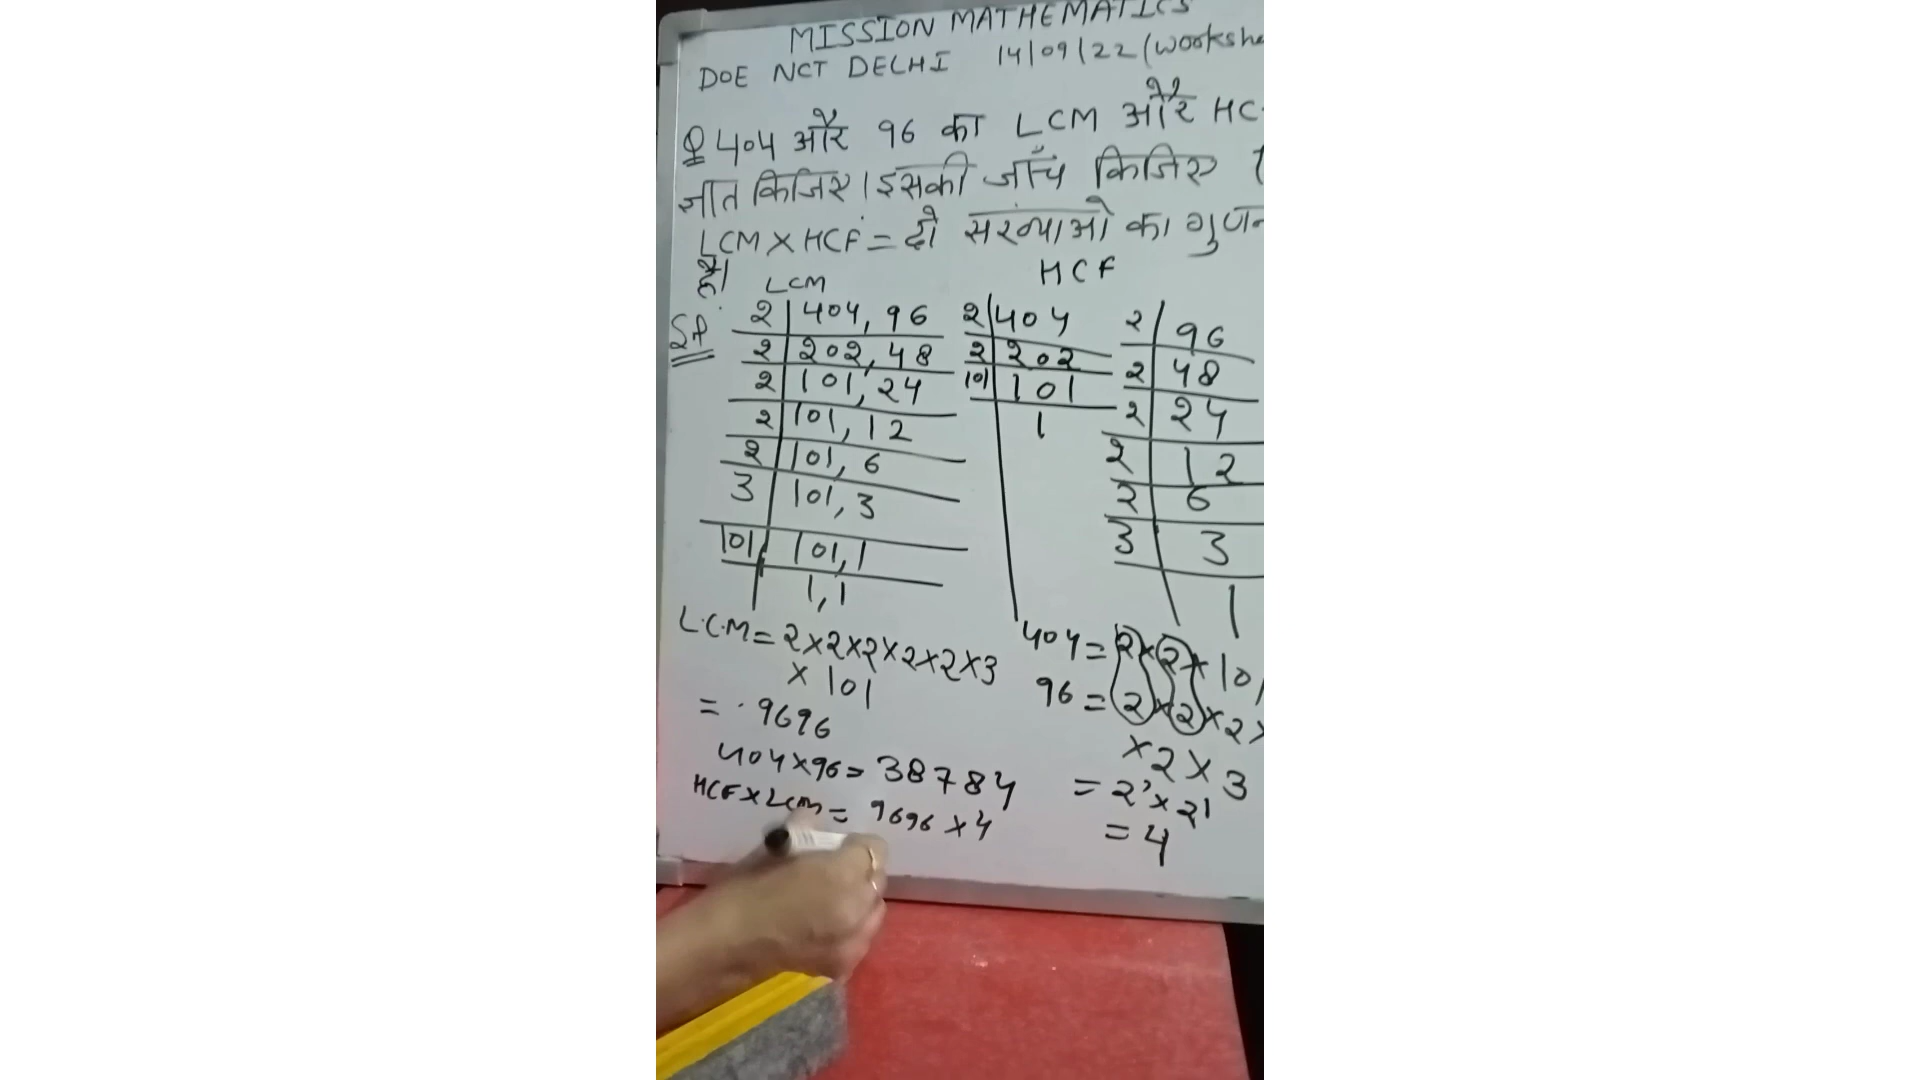 MISSION MATHEMATICS
DOE NCT DELHI 14/09/22 (Workshe
Q 404 और 96 का LCM और HC
ज्ञात किजिए। इसकी जाँच किजिए
LCM X HCF = दो संख्याओ का गुणन
है।
LCM
HCF
2 | 404, 96
2 | 202, 48
2 | 101, 24
2 | 101, 12
2 | 101, 6
3 | 101, 3
101 | 101, 1
1, 1
2 | 404
2 | 202
101 | 101
1
2 | 96
2 | 48
2 | 24
2 | 12
2 | 6
3 | 3
1
L.C.M = 2×2×2×2×2×3
× 101
= 9696
404×96 = 38784
HCF×LCM = 9696 × 4
404 = 2×2×101
96 = 2×2×2×
×2×3
= 2¹×2¹
= 4